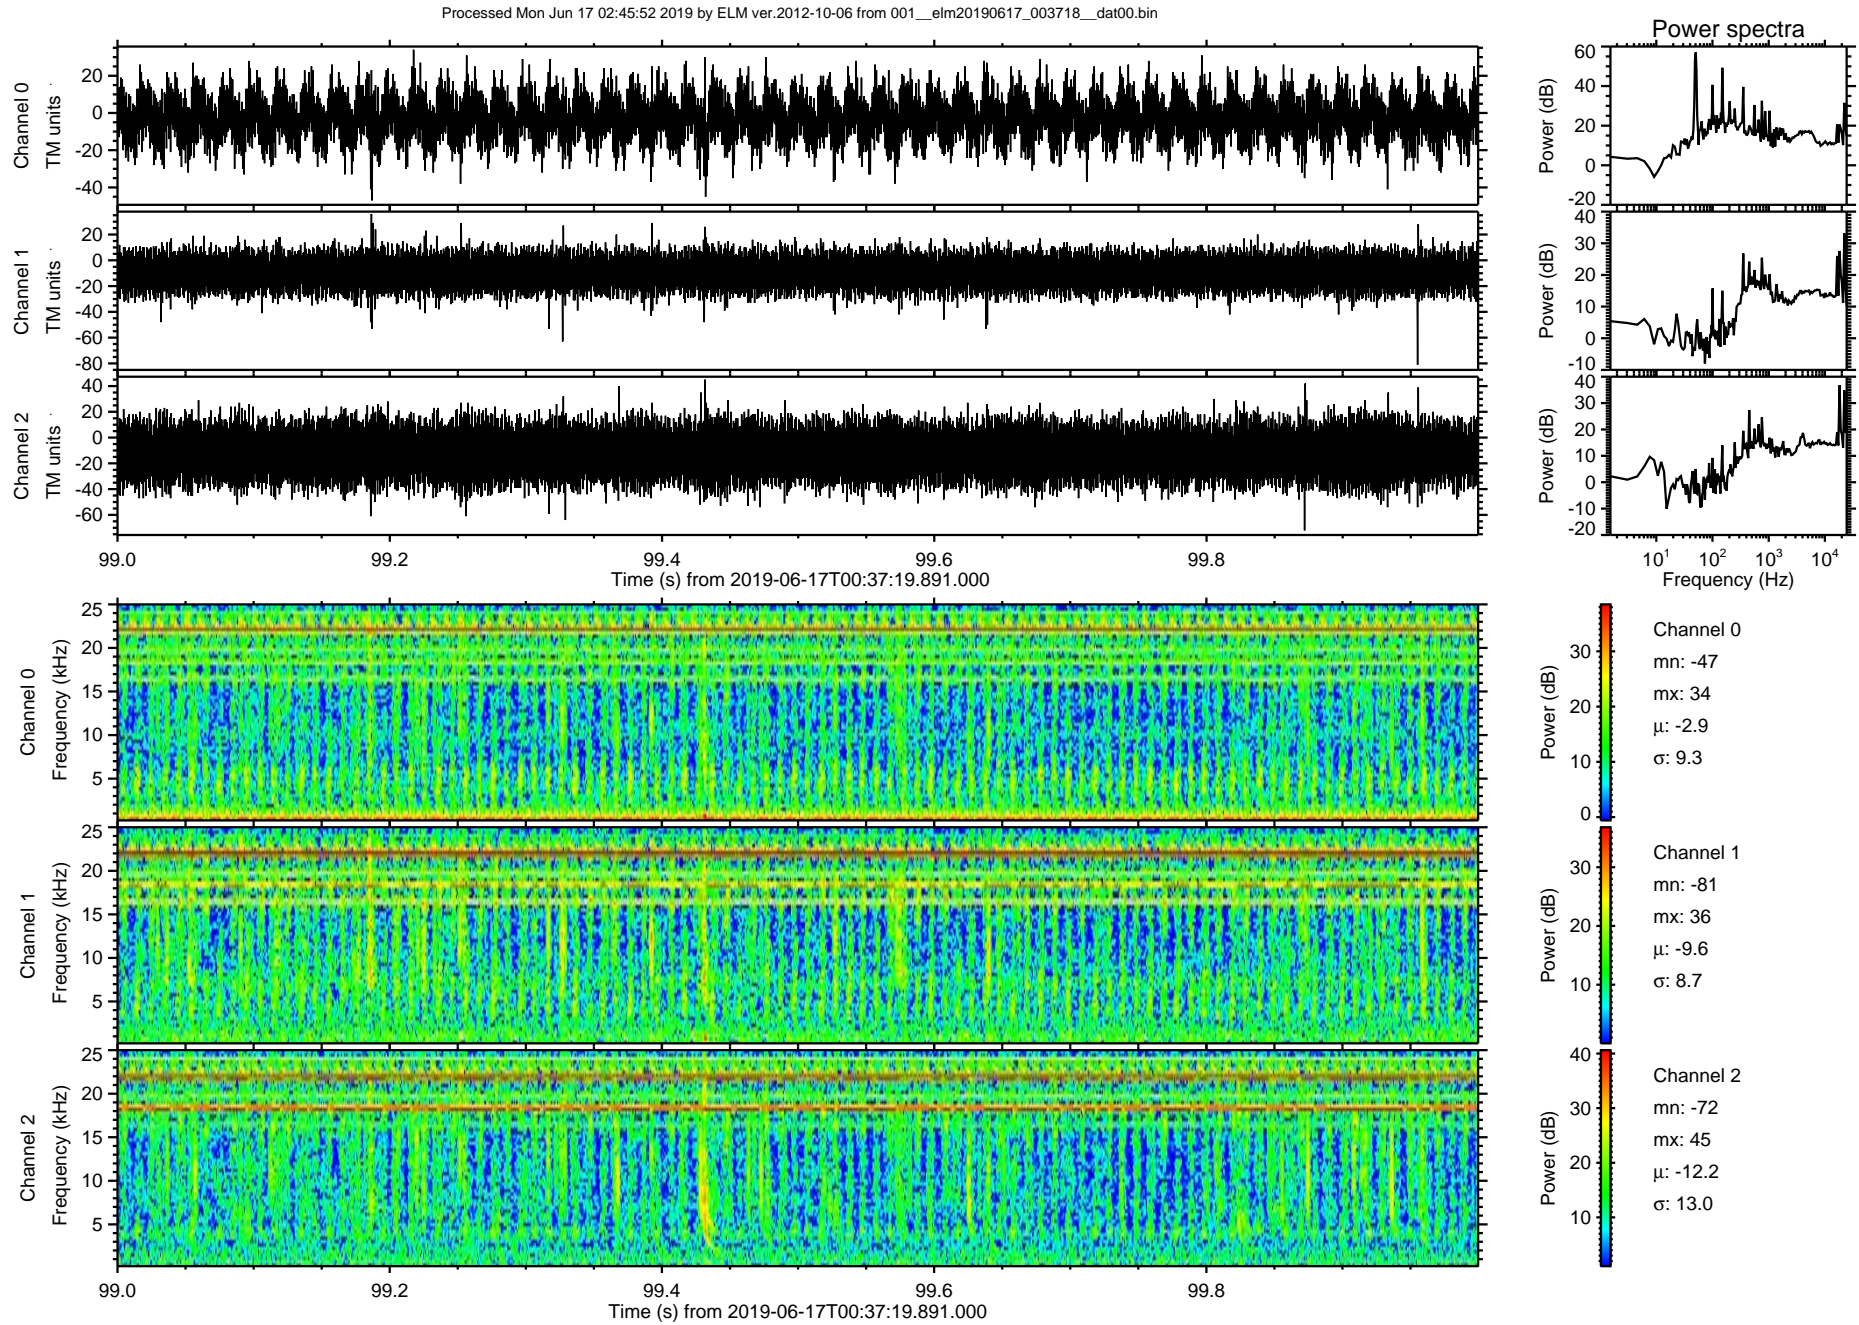 Processed Mon Jun 17 02:45:52 2019 by ELM ver.2012-10-06 from 001__elm20190617_003718__dat00.bin
Power spectra
Channel 0
TM units
20
0
-20
-40
Power (dB)
60
40
20
0
-20
Channel 1
TM units
20
0
-20
-40
-60
-80
Power (dB)
40
30
20
10
0
-10
Channel 2
TM units
40
20
0
-20
-40
-60
Power (dB)
40
30
20
10
0
-10
-20
99.0 99.2 99.4 99.6 99.8
Time (s) from 2019-06-17T00:37:19.891.000
10¹ 10² 10³ 10⁴
Frequency (Hz)
Channel 0
Frequency (kHz)
25
20
15
10
5
Power (dB)
30
20
10
0
Channel 0
mn: -47
mx: 34
μ: -2.9
σ: 9.3
Channel 1
Frequency (kHz)
25
20
15
10
5
Power (dB)
30
20
10
Channel 1
mn: -81
mx: 36
μ: -9.6
σ: 8.7
Channel 2
Frequency (kHz)
25
20
15
10
5
Power (dB)
40
30
20
10
Channel 2
mn: -72
mx: 45
μ: -12.2
σ: 13.0
99.0 99.2 99.4 99.6 99.8
Time (s) from 2019-06-17T00:37:19.891.000